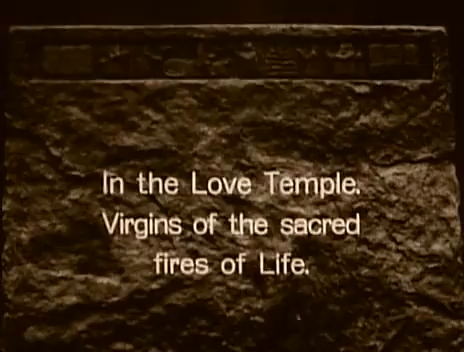 In the Love Temple.
Virgins of the sacred
fires of Life.